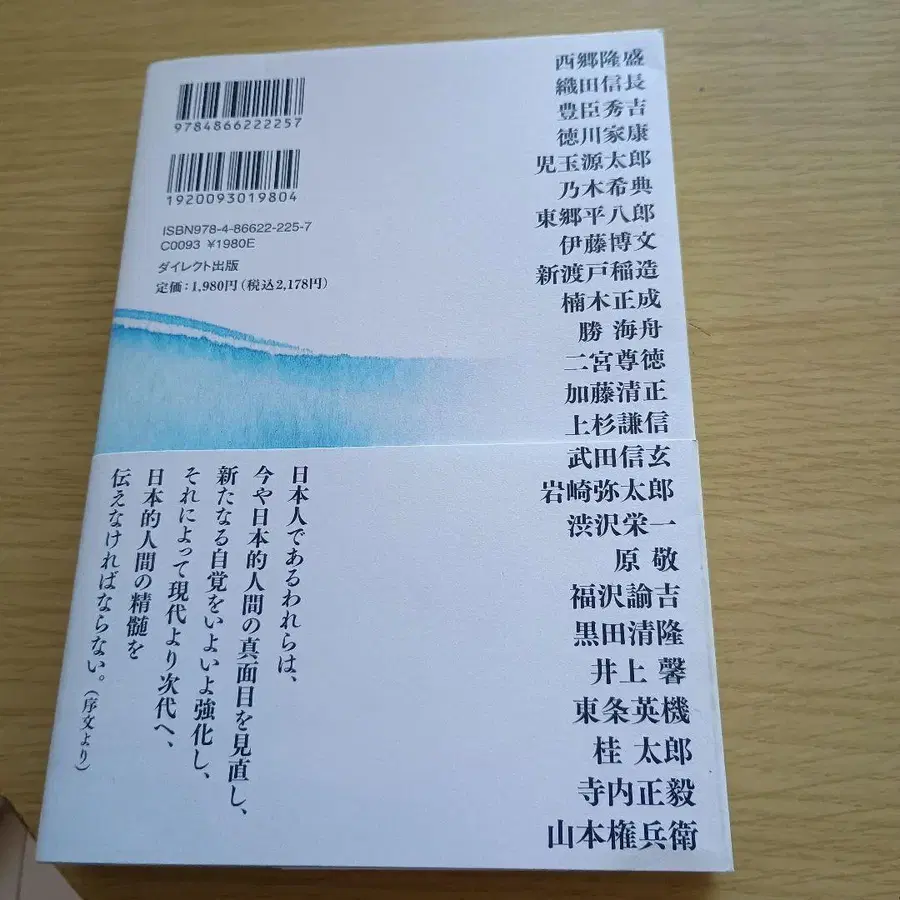 9784866222257
1920093019804
ISBN978-4-86622-225-7
C0093 ¥1980E
ダイレクト出版
定価：1,980円（税込2,178円）
西郷隆盛
織田信長
豊臣秀吉
徳川家康
児玉源太郎
乃木希典
東郷平八郎
伊藤博文
新渡戸稲造
楠木正成
勝 海舟
二宮尊徳
加藤清正
上杉謙信
武田信玄
岩崎弥太郎
渋沢栄一
原 敬
福沢諭吉
黒田清隆
井上 馨
東条英機
桂 太郎
寺内正毅
山本権兵衛
日本人であるわれらは、
今や日本的人間の真面目を見直し、
新たなる自覚をいよいよ強化し、
それによって現代より次代へ、
日本的人間の精髄を
伝えなければならない。（序文より）